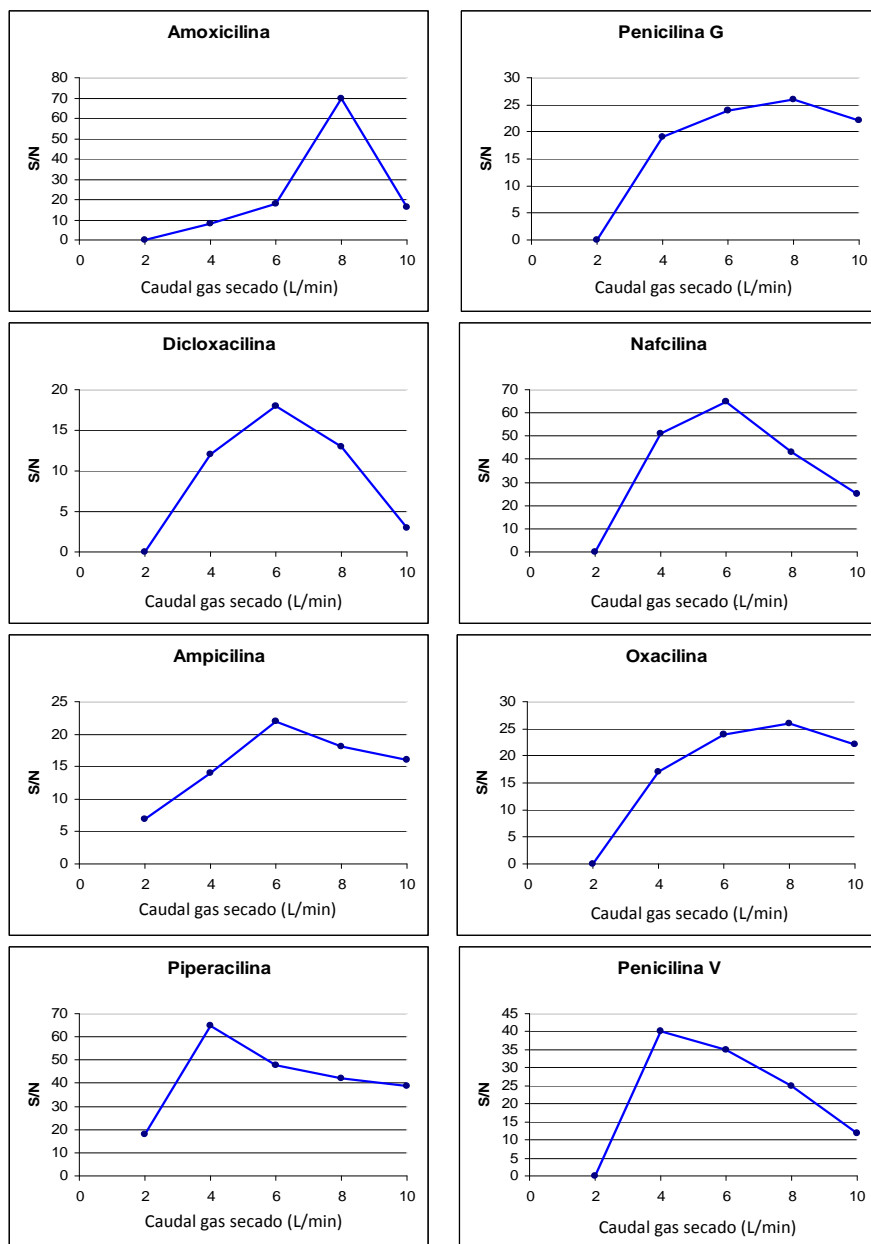 Amoxicilina
80
70
60
50
40
30
20
10
0
S/N
0 2 4 6 8 10
Caudal gas secado (L/min)
Penicilina G
30
25
20
15
10
5
0
S/N
0 2 4 6 8 10
Caudal gas secado (L/min)
Dicloxacilina
20
15
10
5
0
S/N
0 2 4 6 8 10
Caudal gas secado (L/min)
Nafcilina
70
60
50
40
30
20
10
0
S/N
0 2 4 6 8 10
Caudal gas secado (L/min)
Ampicilina
25
20
15
10
5
0
S/N
0 2 4 6 8 10
Caudal gas secado (L/min)
Oxacilina
30
25
20
15
10
5
0
S/N
0 2 4 6 8 10
Caudal gas secado (L/min)
Piperacilina
70
60
50
40
30
20
10
0
S/N
0 2 4 6 8 10
Caudal gas secado (L/min)
Penicilina V
45
40
35
30
25
20
15
10
5
0
S/N
0 2 4 6 8 10
Caudal gas secado (L/min)